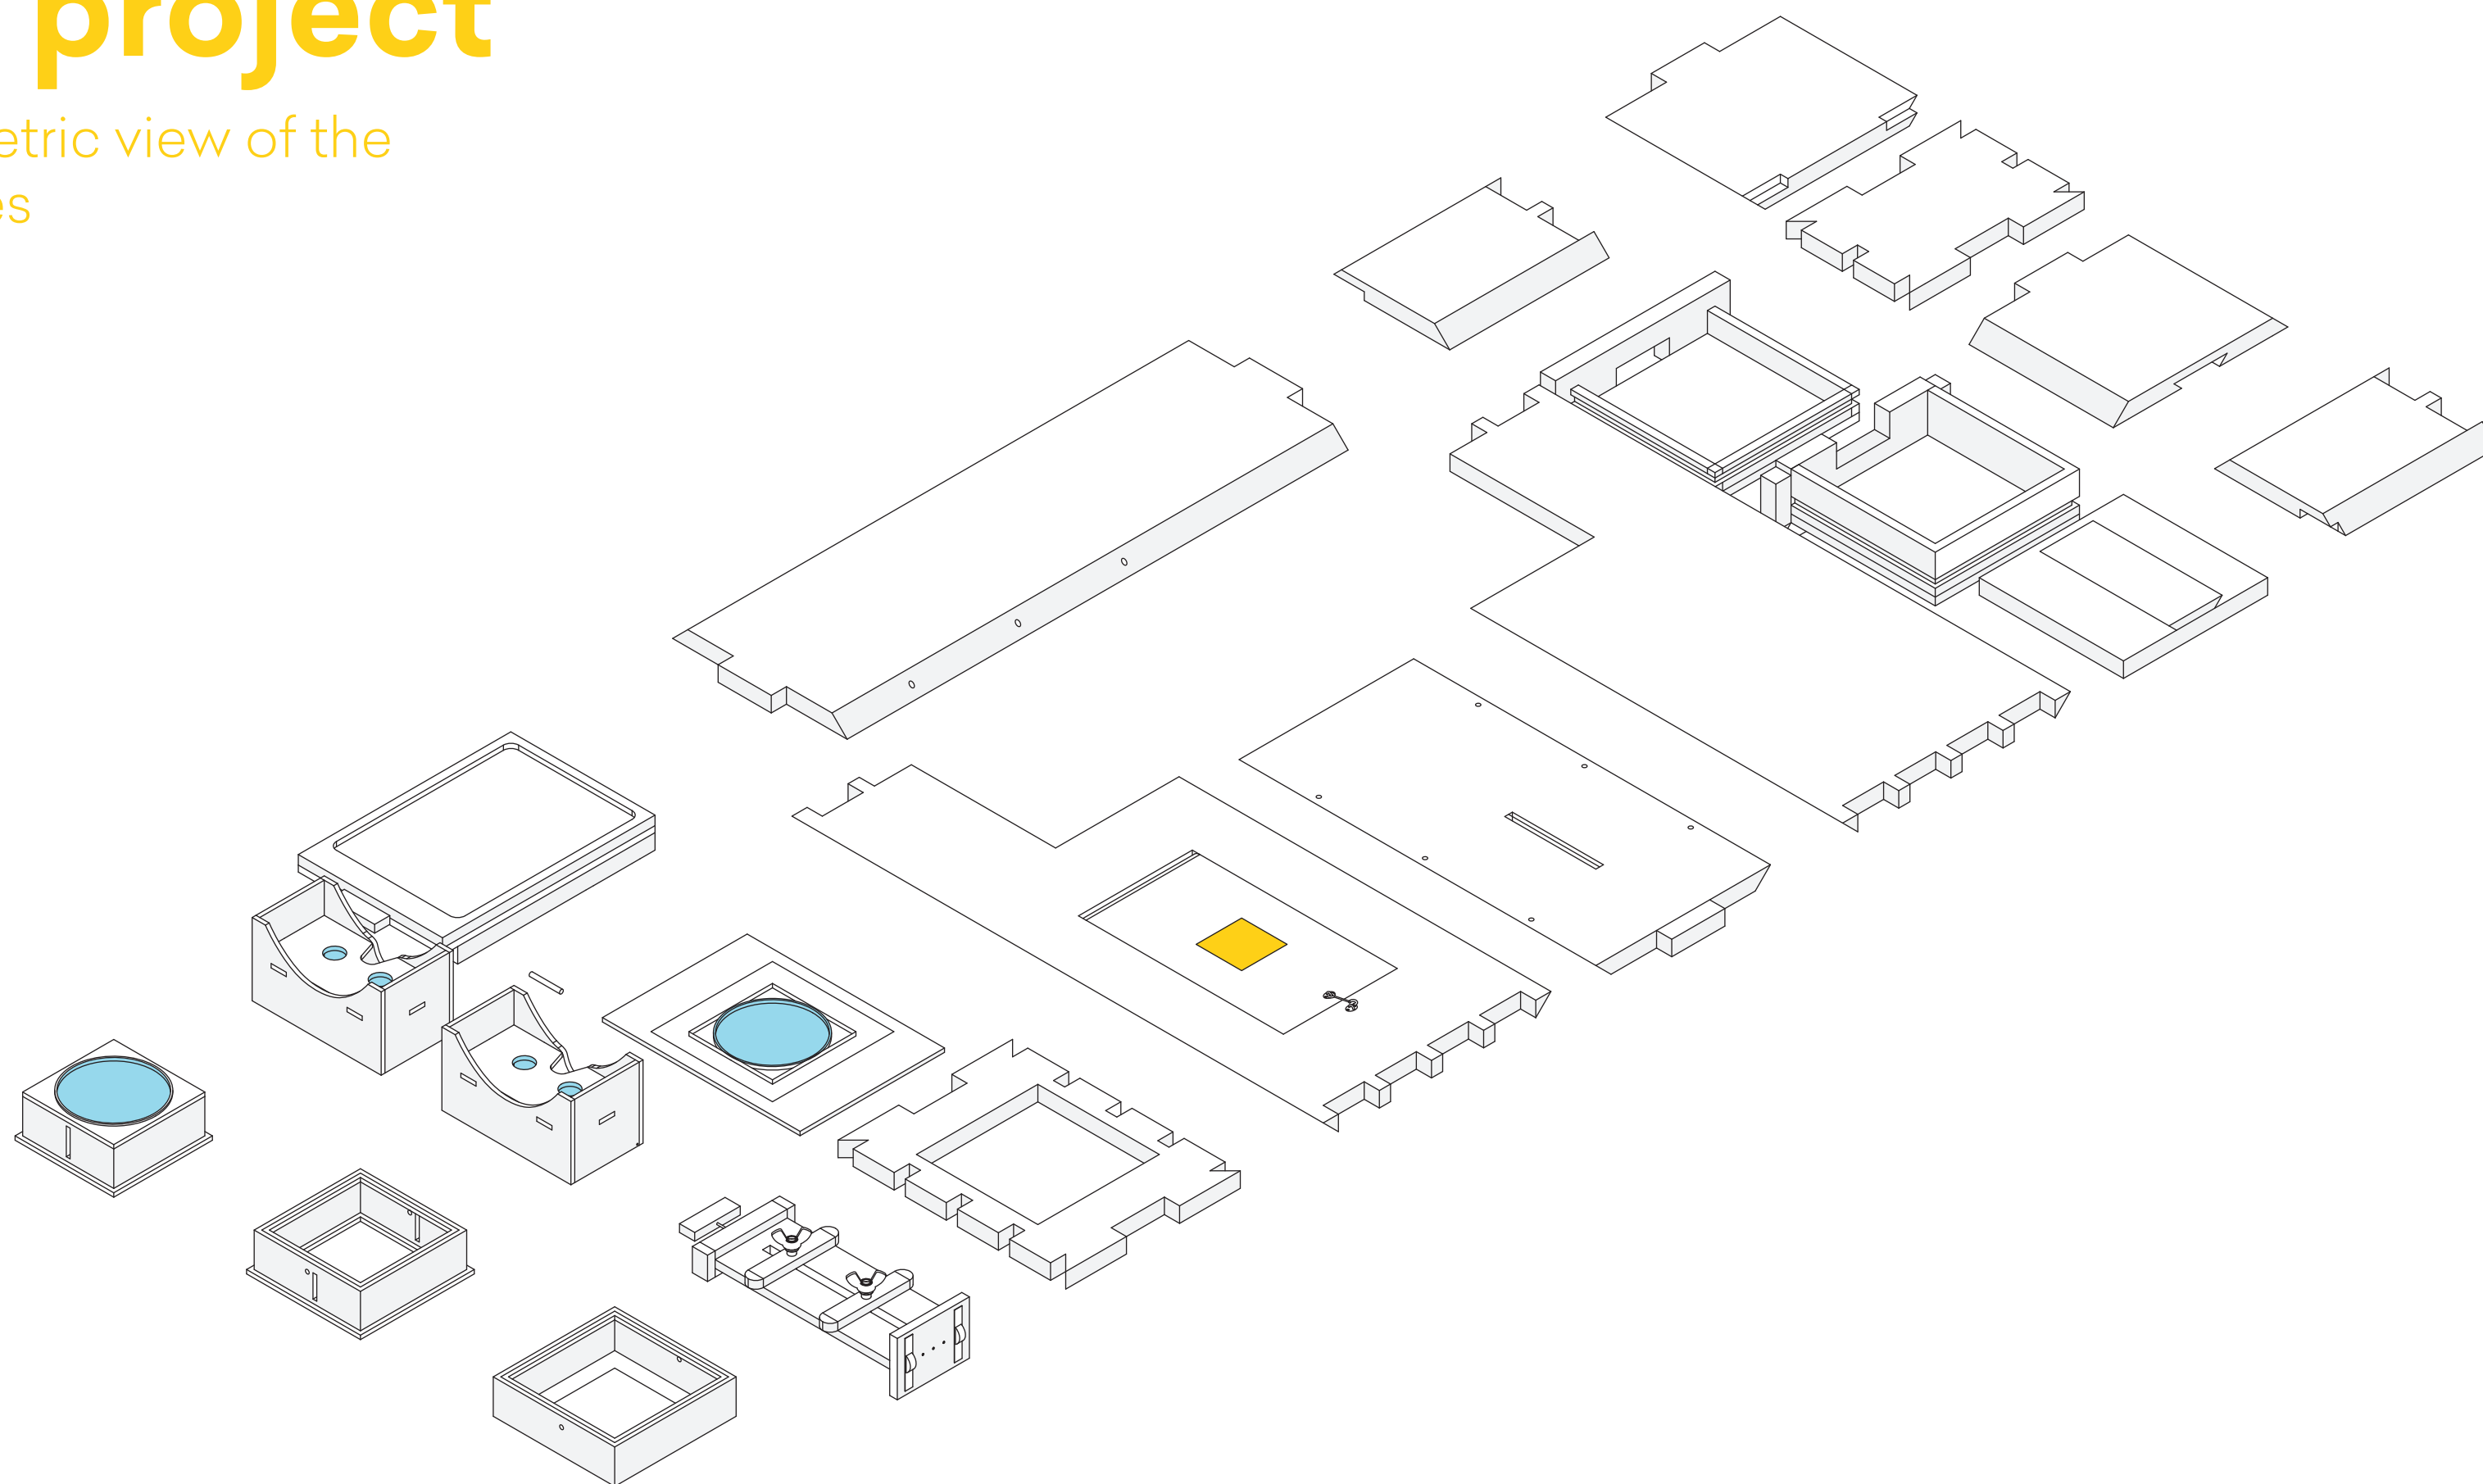 project
etric view of the
es